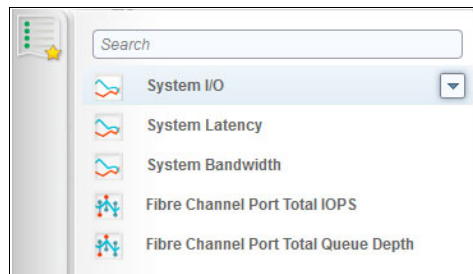 Search
System I/O
System Latency
System Bandwidth
Fibre Channel Port Total IOPS
Fibre Channel Port Total Queue Depth